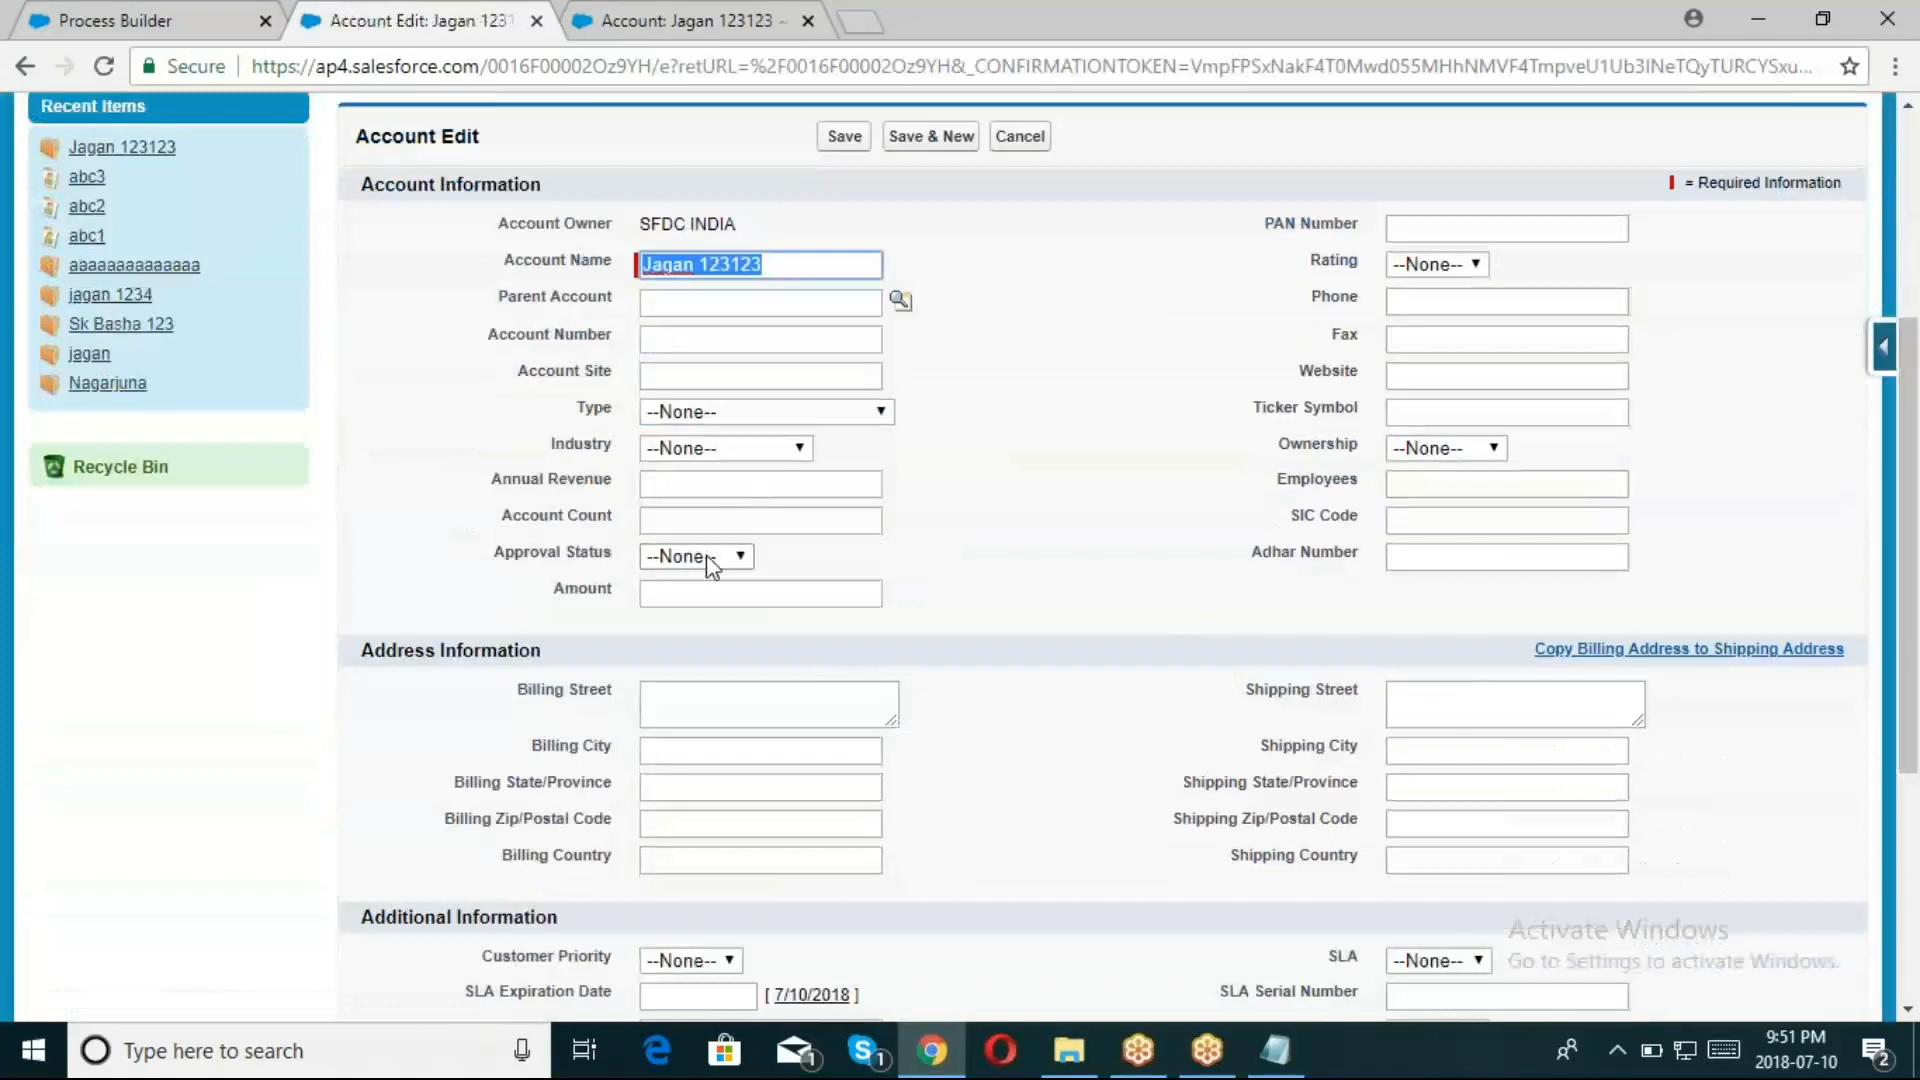 Process Builder
Account Edit: Jagan 1231
Account: Jagan 123123 ~
Secure
https://ap4.salesforce.com/0016F00002Oz9YH/e?retURL=%2F0016F00002Oz9YH&_CONFIRMATIONTOKEN=VmpFPSxNakF4T0Mwd055MHhNMVF4TmpveU1Ub3lNeTQyTURCYSxu...
Recent Items
Jagan 123123
abc3
abc2
abc1
aaaaaaaaaaaaaa
jagan 1234
Sk Basha 123
jagan
Nagarjuna
Recycle Bin
Account Edit
Save
Save & New
Cancel
Account Information
= Required Information
Account Owner SFDC INDIA
PAN Number
Account Name Jagan 123123
Rating --None--
Parent Account
Phone
Account Number
Fax
Account Site
Website
Type --None--
Ticker Symbol
Industry --None--
Ownership --None--
Annual Revenue
Employees
Account Count
SIC Code
Approval Status --None--
Adhar Number
Amount
Address Information
Copy Billing Address to Shipping Address
Billing Street
Shipping Street
Billing City
Shipping City
Billing State/Province
Shipping State/Province
Billing Zip/Postal Code
Shipping Zip/Postal Code
Billing Country
Shipping Country
Additional Information
Customer Priority --None--
SLA --None--
SLA Expiration Date [ 7/10/2018 ]
SLA Serial Number
Activate Windows
Go to Settings to activate Windows.
Type here to search
1
1
9:51 PM
2018-07-10
2